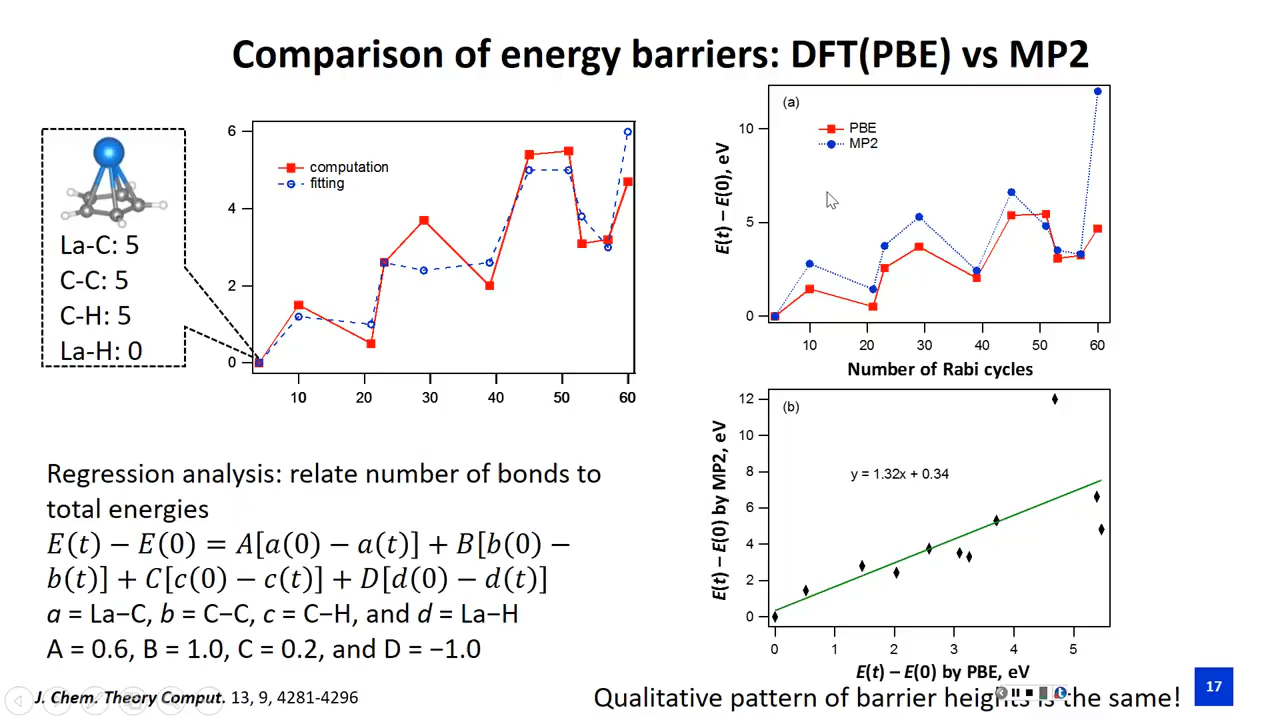 Comparison of energy barriers: DFT(PBE) vs MP2
La-C: 5
C-C: 5
C-H: 5
La-H: 0
6
4
2
0
computation
fitting
10 20 30 40 50 60
(a)
PBE
MP2
E(t) − E(0), eV
10
5
0
10 20 30 40 50 60
Number of Rabi cycles
(b)
y = 1.32x + 0.34
E(t) − E(0) by MP2, eV
12
10
8
6
4
2
0
0 1 2 3 4 5
E(t) − E(0) by PBE, eV
Regression analysis: relate number of bonds to
total energies
E(t) − E(0) = A[a(0) − a(t)] + B[b(0) −
b(t)] + C[c(0) − c(t)] + D[d(0) − d(t)]
a = La−C, b = C−C, c = C−H, and d = La−H
A = 0.6, B = 1.0, C = 0.2, and D = −1.0
J. Chem. Theory Comput. 13, 9, 4281-4296
Qualitative pattern of barrier heights is the same!
17